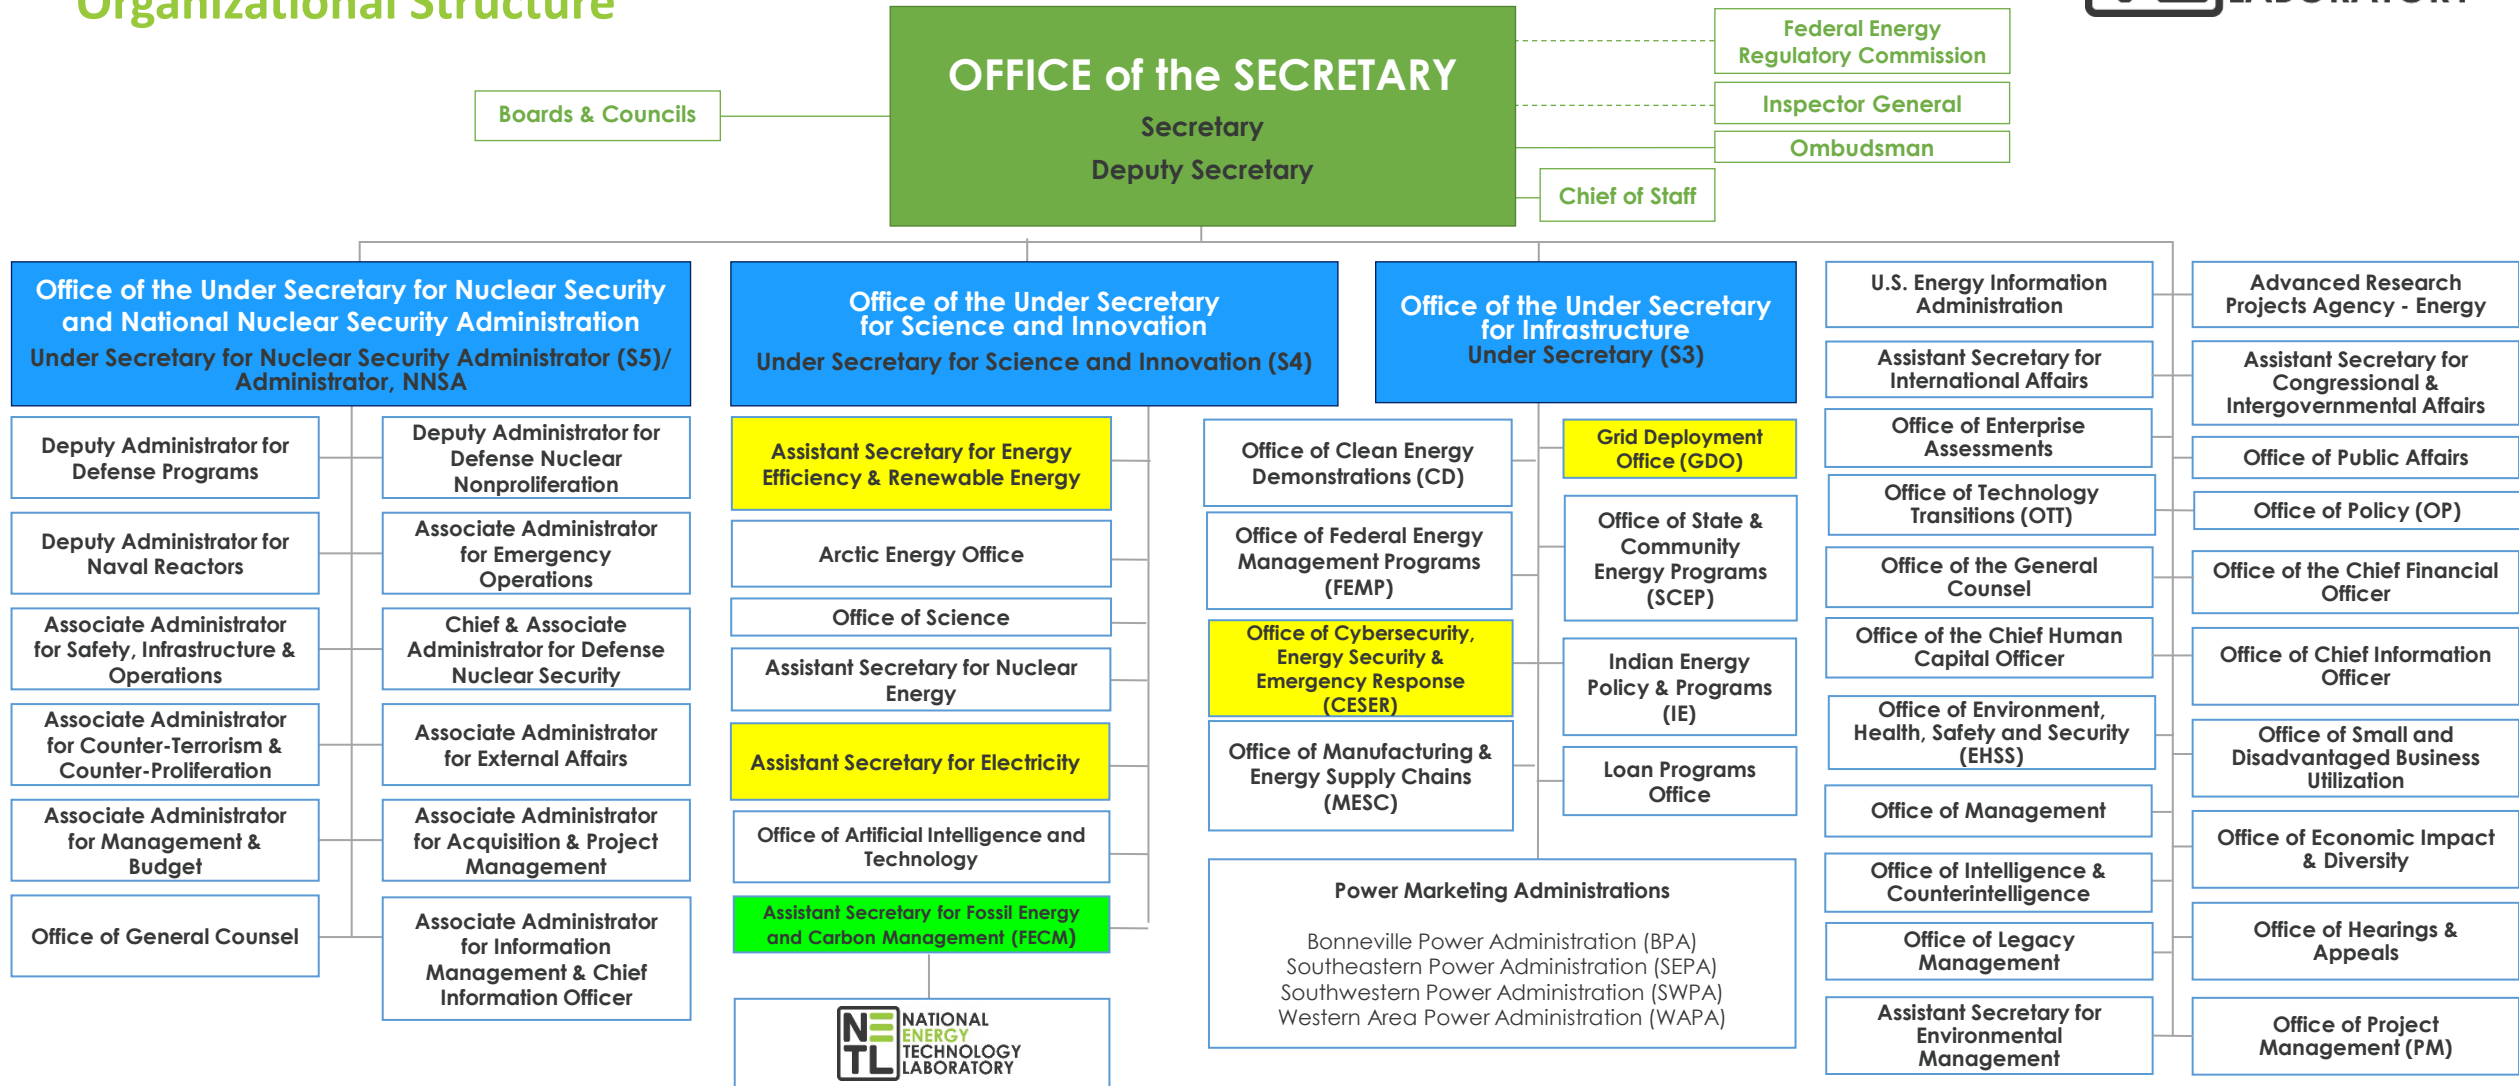 Organizational Structure
LABORATORY
OFFICE of the SECRETARY
Secretary
Deputy Secretary
Boards & Councils
Federal Energy
Regulatory Commission
Inspector General
Ombudsman
Chief of Staff
Office of the Under Secretary for Nuclear Security
and National Nuclear Security Administration
Under Secretary for Nuclear Security Administrator (S5)/
Administrator, NNSA
Deputy Administrator for
Defense Programs
Deputy Administrator for
Defense Nuclear
Nonproliferation
Deputy Administrator for
Naval Reactors
Associate Administrator
for Emergency
Operations
Associate Administrator
for Safety, Infrastructure &
Operations
Chief & Associate
Administrator for Defense
Nuclear Security
Associate Administrator
for Counter-Terrorism &
Counter-Proliferation
Associate Administrator
for External Affairs
Associate Administrator
for Management &
Budget
Associate Administrator
for Acquisition & Project
Management
Office of General Counsel
Associate Administrator
for Information
Management & Chief
Information Officer
Office of the Under Secretary
for Science and Innovation
Under Secretary for Science and Innovation (S4)
Assistant Secretary for Energy
Efficiency & Renewable Energy
Arctic Energy Office
Office of Science
Assistant Secretary for Nuclear
Energy
Assistant Secretary for Electricity
Office of Artificial Intelligence and
Technology
Assistant Secretary for Fossil Energy
and Carbon Management (FECM)
NETL
NATIONAL
ENERGY
TECHNOLOGY
LABORATORY
Office of the Under Secretary
for Infrastructure
Under Secretary (S3)
Office of Clean Energy
Demonstrations (CD)
Grid Deployment
Office (GDO)
Office of Federal Energy
Management Programs
(FEMP)
Office of State &
Community
Energy Programs
(SCEP)
Office of Cybersecurity,
Energy Security &
Emergency Response
(CESER)
Indian Energy
Policy & Programs
(IE)
Office of Manufacturing &
Energy Supply Chains
(MESC)
Loan Programs
Office
Power Marketing Administrations
Bonneville Power Administration (BPA)
Southeastern Power Administration (SEPA)
Southwestern Power Administration (SWPA)
Western Area Power Administration (WAPA)
U.S. Energy Information
Administration
Advanced Research
Projects Agency - Energy
Assistant Secretary for
International Affairs
Assistant Secretary for
Congressional &
Intergovernmental Affairs
Office of Enterprise
Assessments
Office of Public Affairs
Office of Technology
Transitions (OTT)
Office of Policy (OP)
Office of the General
Counsel
Office of the Chief Financial
Officer
Office of the Chief Human
Capital Officer
Office of Chief Information
Officer
Office of Environment,
Health, Safety and Security
(EHSS)
Office of Small and
Disadvantaged Business
Utilization
Office of Management
Office of Economic Impact
& Diversity
Office of Intelligence &
Counterintelligence
Office of Hearings &
Appeals
Office of Legacy
Management
Assistant Secretary for
Environmental
Management
Office of Project
Management (PM)